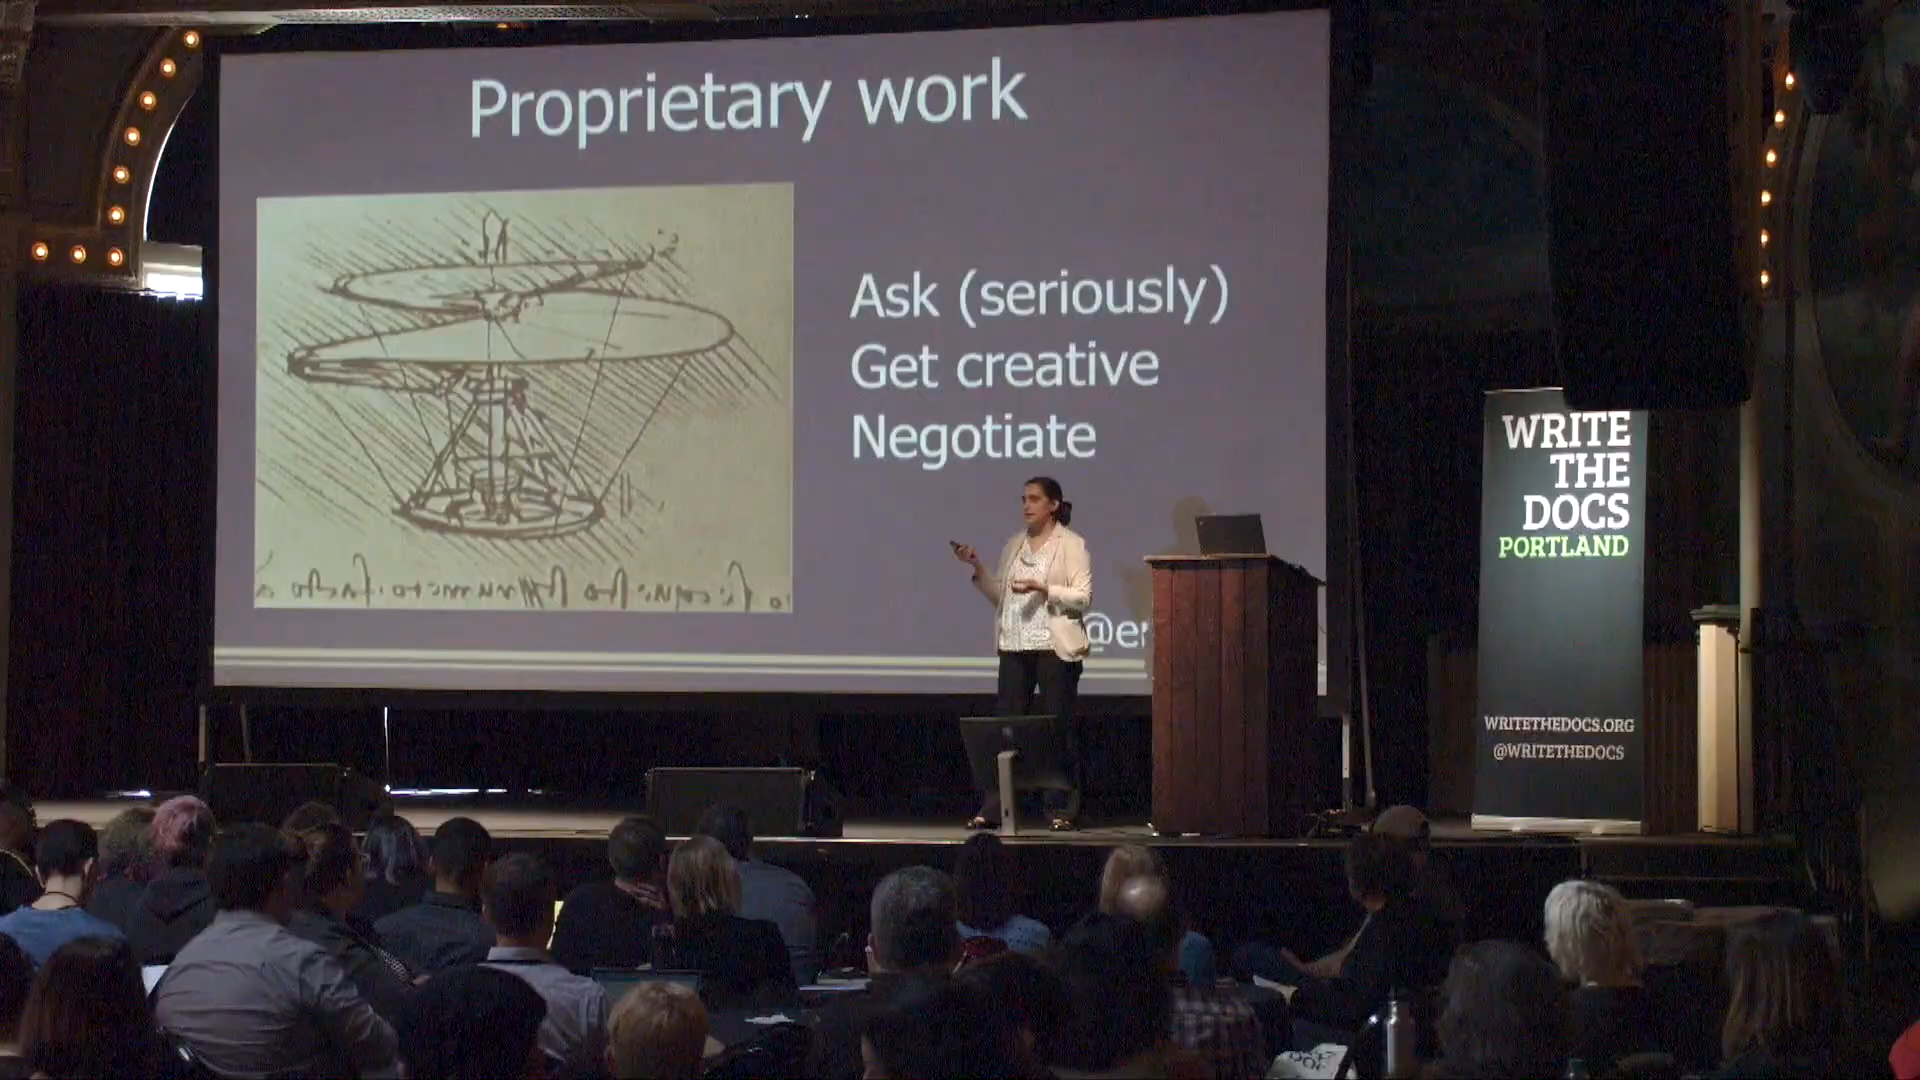 Proprietary work
Ask (seriously)
Get creative
Negotiate
WRITE
THE
DOCS
PORTLAND
WRITETHEDOCS.ORG
@WRITETHEDOCS